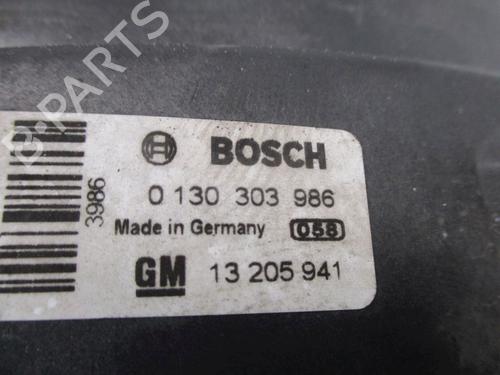 BOSCH
0 130 303 986
Made in Germany 058
GM 13 205 941
3986
B-PARTS